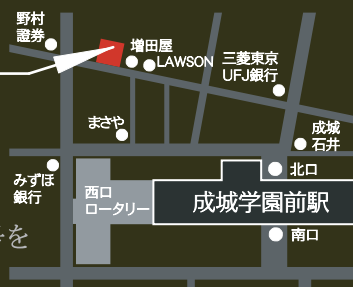 野村
證券
増田屋
LAWSON
三菱東京
UFJ銀行
まさや
成城
石井
みずほ
銀行
北口
西口
ロータリー
成城学園前駅
南口
を